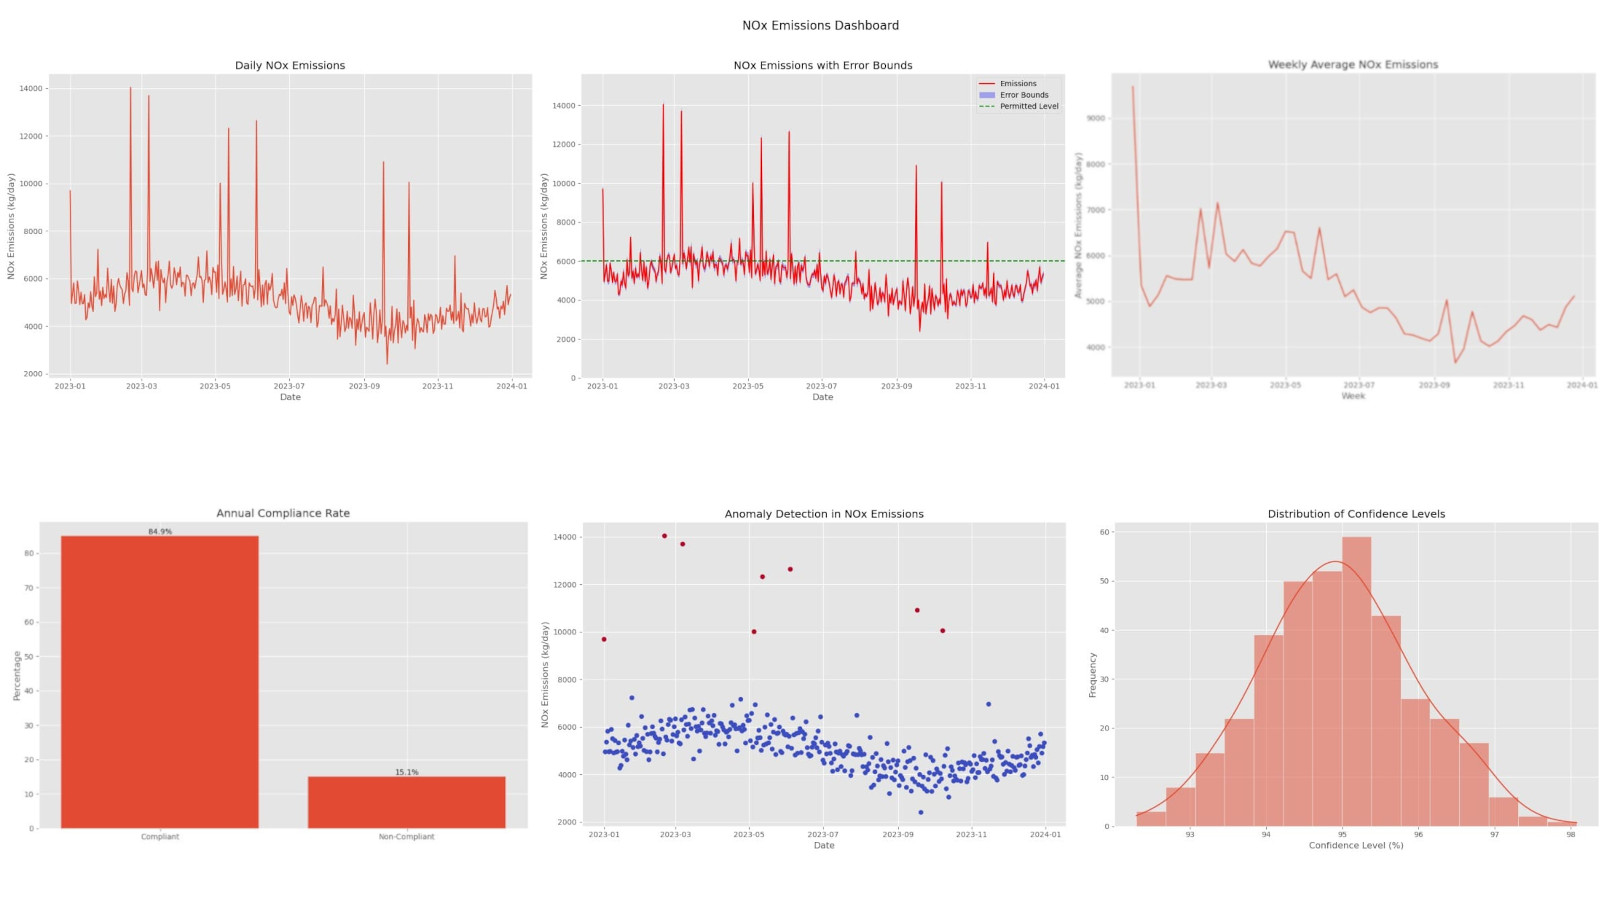 NOx Emissions Dashboard
Daily NOx Emissions
NOx Emissions (kg/day)
14000
12000
10000
8000
6000
4000
2000
2023-01 2023-03 2023-05 2023-07 2023-09 2023-11 2024-01
Date
NOx Emissions with Error Bounds
Emissions
Error Bounds
Permitted Level
NOx Emissions (kg/day)
14000
12000
10000
8000
6000
4000
2000
0
2023-01 2023-03 2023-05 2023-07 2023-09 2023-11 2024-01
Date
Weekly Average NOx Emissions
Average NOx Emissions (kg/day)
9000
8000
7000
6000
5000
4000
2023-01 2023-03 2023-05 2023-07 2023-09 2023-11 2024-01
Week
Annual Compliance Rate
84.9%
15.1%
Percentage
80
70
60
50
40
30
20
10
0
Compliant Non-Compliant
Anomaly Detection in NOx Emissions
NOx Emissions (kg/day)
14000
12000
10000
8000
6000
4000
2000
2023-01 2023-03 2023-05 2023-07 2023-09 2023-11 2024-01
Date
Distribution of Confidence Levels
Frequency
60
50
40
30
20
10
0
93 94 95 96 97 98
Confidence Level (%)